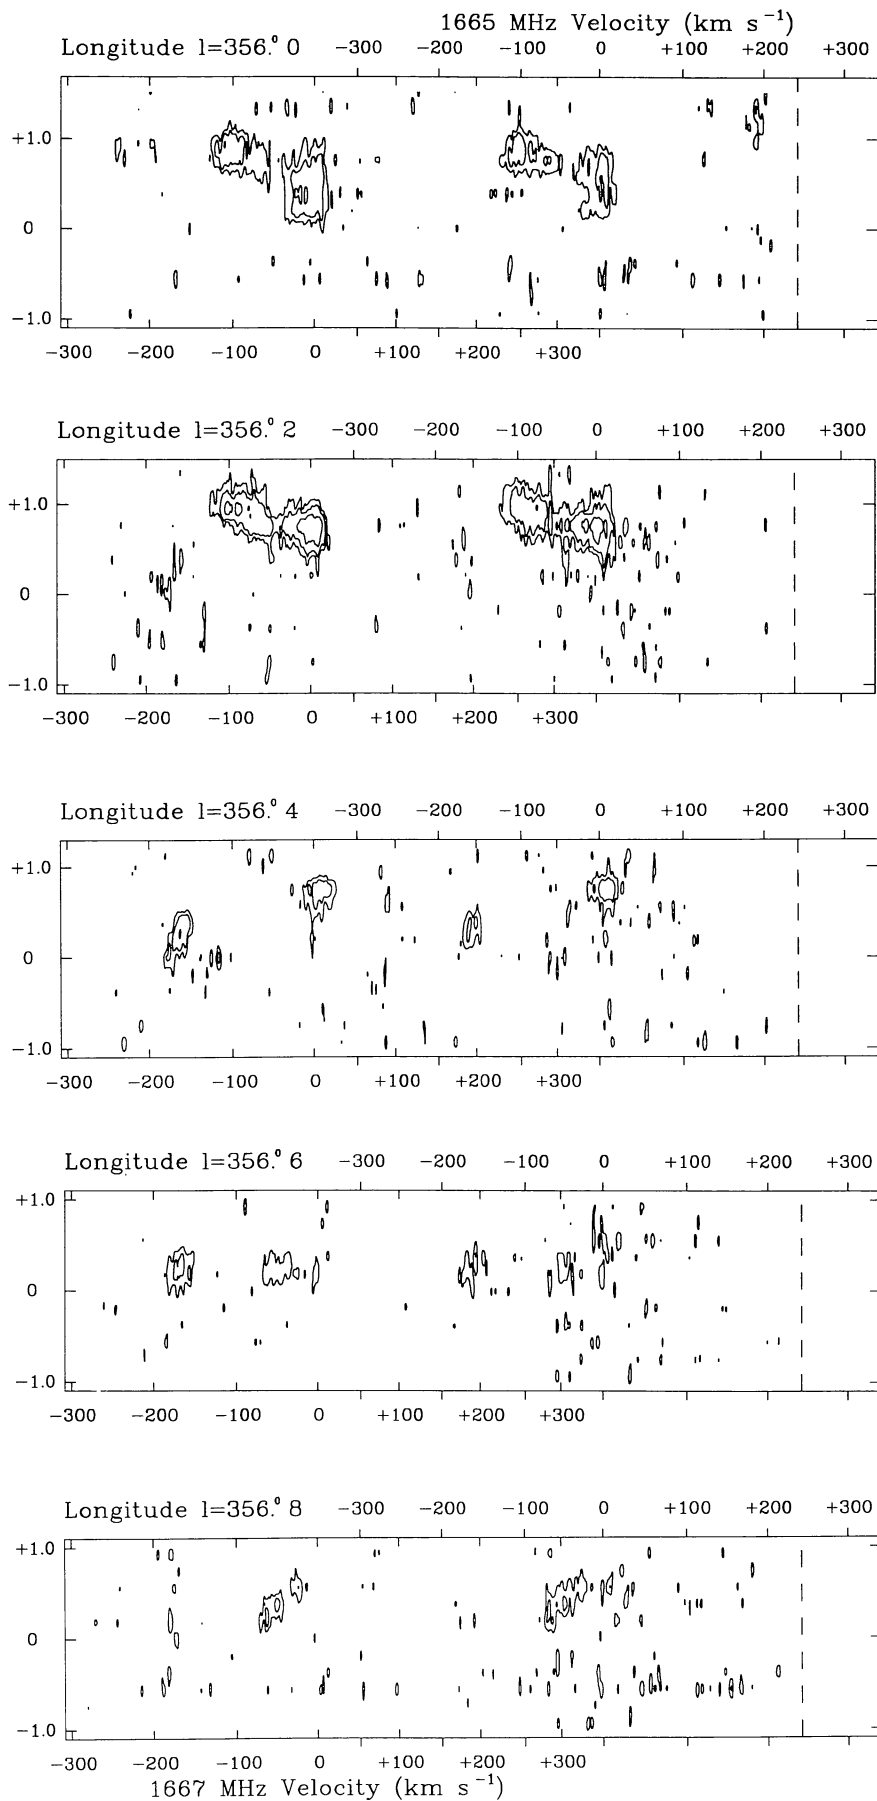 1665 MHz Velocity (km s⁻¹)
Longitude l=356.°0 -300 -200 -100 0 +100 +200 +300
+1.0
0
-1.0
-300 -200 -100 0 +100 +200 +300
Longitude l=356.°2 -300 -200 -100 0 +100 +200 +300
+1.0
0
-1.0
-300 -200 -100 0 +100 +200 +300
Longitude l=356.°4 -300 -200 -100 0 +100 +200 +300
+1.0
0
-1.0
-300 -200 -100 0 +100 +200 +300
Longitude l=356.°6 -300 -200 -100 0 +100 +200 +300
+1.0
0
-1.0
-300 -200 -100 0 +100 +200 +300
Longitude l=356.°8 -300 -200 -100 0 +100 +200 +300
+1.0
0
-1.0
-300 -200 -100 0 +100 +200 +300
1667 MHz Velocity (km s⁻¹)